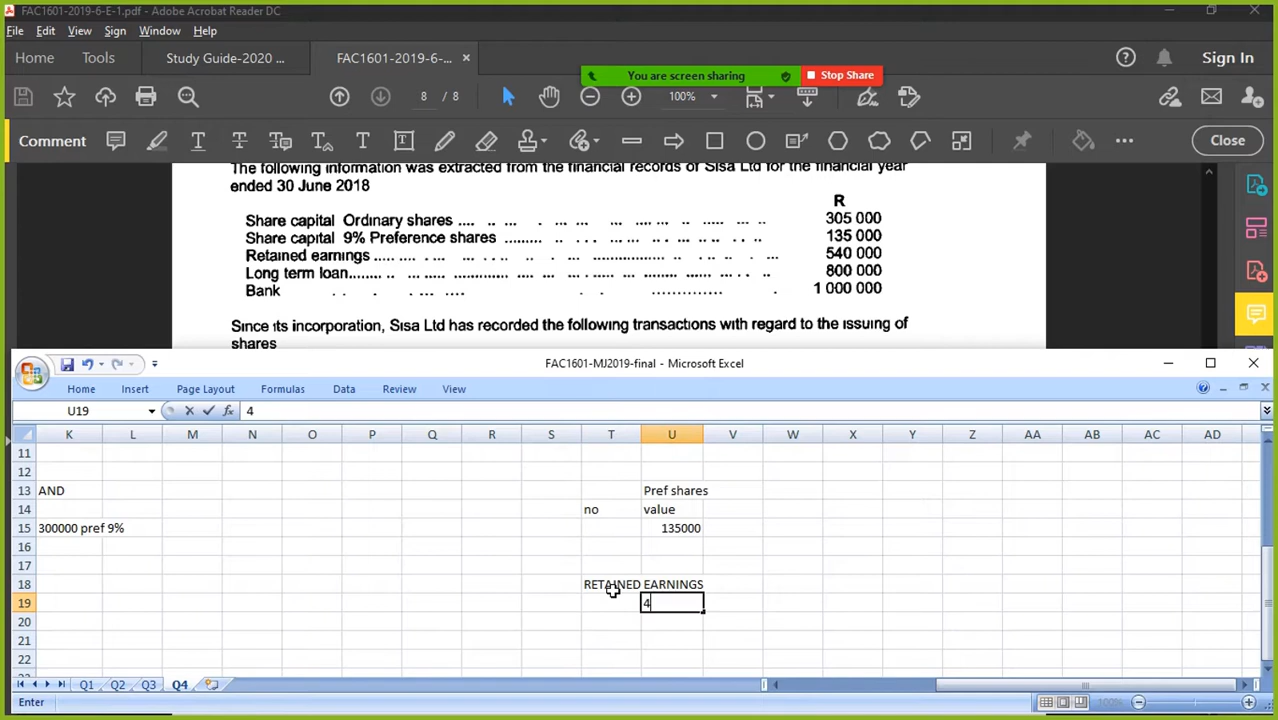 FAC1601-2019-6-E-1.pdf - Adobe Acrobat Reader DC
File Edit View Sign Window Help
Home Tools Study Guide-2020 ... FAC1601-2019-6-... ×
You are screen sharing Stop Share
Sign In
8 / 8 100%
Comment Close
The following information was extracted from the financial records of Sisa Ltd for the financial year
ended 30 June 2018
R
Share capital Ordinary shares 305 000
Share capital 9% Preference shares 135 000
Retained earnings 540 000
Long term loan 800 000
Bank 1 000 000
Since its incorporation, Sisa Ltd has recorded the following transactions with regard to the issuing of
shares
FAC1601-MJ2019-final - Microsoft Excel
Home Insert Page Layout Formulas Data Review View
U19 fx 4
K L M N O P Q R S T U V W X Y Z AA AB AC AD
11
12
13 AND Pref shares
14 no value
15 300000 pref 9% 135000
16
17
18 RETAINED EARNINGS
19 4
20
21
22
Q1 Q2 Q3 Q4
Enter 100%